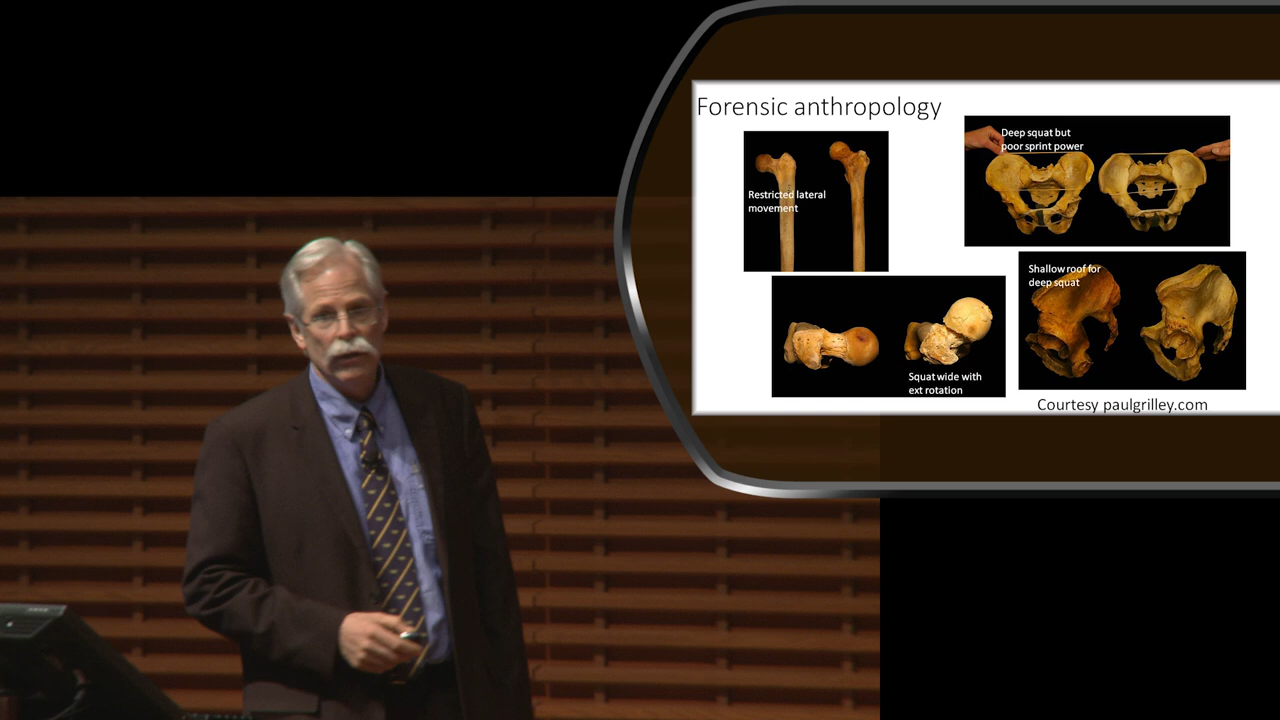 Forensic anthropology
Deep squat but
poor sprint power
Restricted lateral
movement
Shallow roof for
deep squat
Squat wide with
ext rotation
Courtesy paulgrilley.com